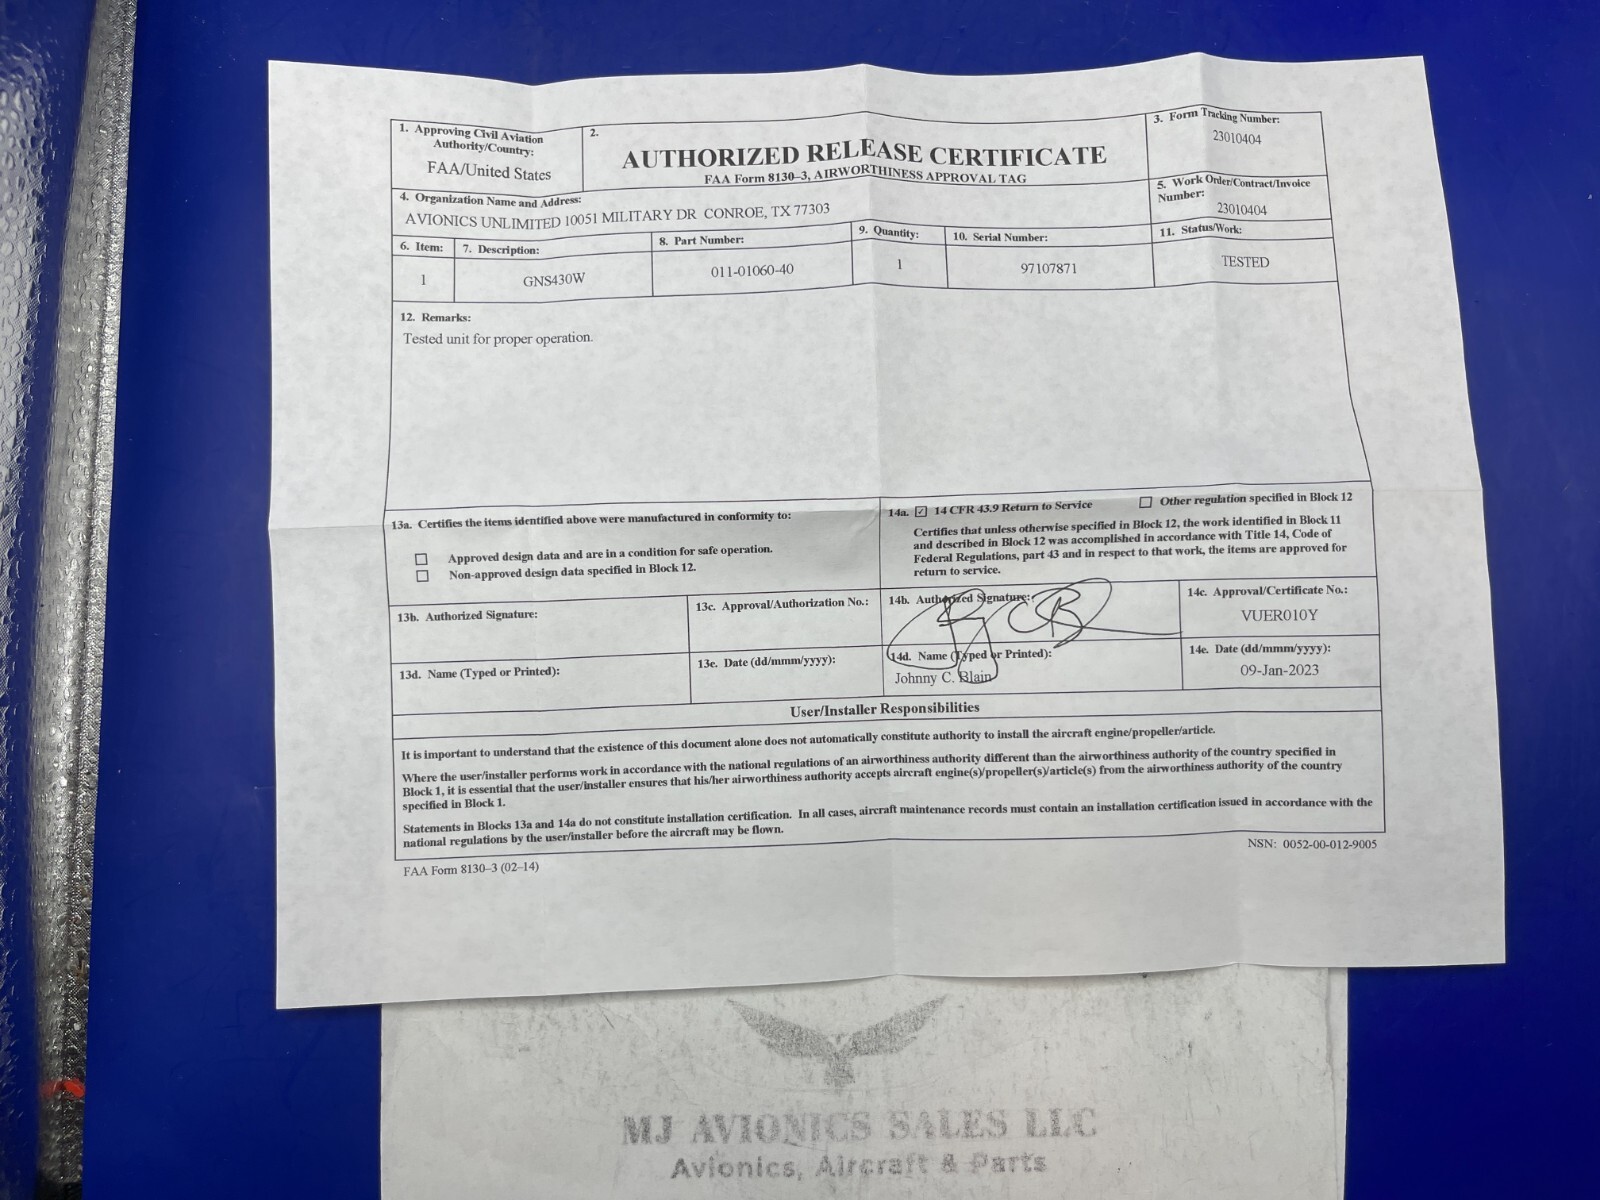 1. Approving Civil Aviation
Authority/Country:
FAA/United States
2.
AUTHORIZED RELEASE CERTIFICATE
FAA Form 8130–3, AIRWORTHINESS APPROVAL TAG
3. Form Tracking Number:
23010404
4. Organization Name and Address:
AVIONICS UNLIMITED 10051 MILITARY DR CONROE, TX 77303
5. Work Order/Contract/Invoice
Number:
23010404
6. Item:
7. Description:
8. Part Number:
9. Quantity:
10. Serial Number:
11. Status/Work:
1
GNS430W
011-01060-40
1
97107871
TESTED
12. Remarks:
Tested unit for proper operation.
13a. Certifies the items identified above were manufactured in conformity to:
Approved design data and are in a condition for safe operation.
Non-approved design data specified in Block 12.
14a. 14 CFR 43.9 Return to Service
Other regulation specified in Block 12
Certifies that unless otherwise specified in Block 12, the work identified in Block 11
and described in Block 12 was accomplished in accordance with Title 14, Code of
Federal Regulations, part 43 and in respect to that work, the items are approved for
return to service.
13b. Authorized Signature:
13c. Approval/Authorization No.:
14b. Authorized Signature:
14c. Approval/Certificate No.:
VUER010Y
13d. Name (Typed or Printed):
13e. Date (dd/mmm/yyyy):
14d. Name (Typed or Printed):
Johnny C. Blain
14e. Date (dd/mmm/yyyy):
09-Jan-2023
User/Installer Responsibilities
It is important to understand that the existence of this document alone does not automatically constitute authority to install the aircraft engine/propeller/article.
Where the user/installer performs work in accordance with the national regulations of an airworthiness authority different than the airworthiness authority of the country specified in
Block 1, it is essential that the user/installer ensures that his/her airworthiness authority accepts aircraft engine(s)/propeller(s)/article(s) from the airworthiness authority of the country
specified in Block 1.
Statements in Blocks 13a and 14a do not constitute installation certification. In all cases, aircraft maintenance records must contain an installation certification issued in accordance with the
national regulations by the user/installer before the aircraft may be flown.
FAA Form 8130–3 (02–14)
NSN: 0052-00-012-9005
MJ AVIONICS SALES LLC
Avionics, Aircraft & Parts